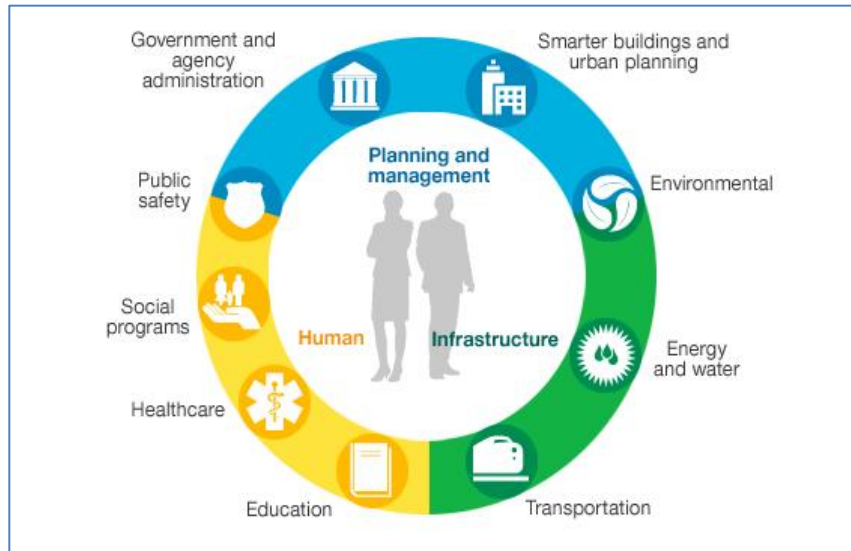 Government and
agency
administration
Smarter buildings and
urban planning
Planning and
management
Public
safety
Environmental
Social
programs
Human
Infrastructure
Energy
and water
Healthcare
Education
Transportation